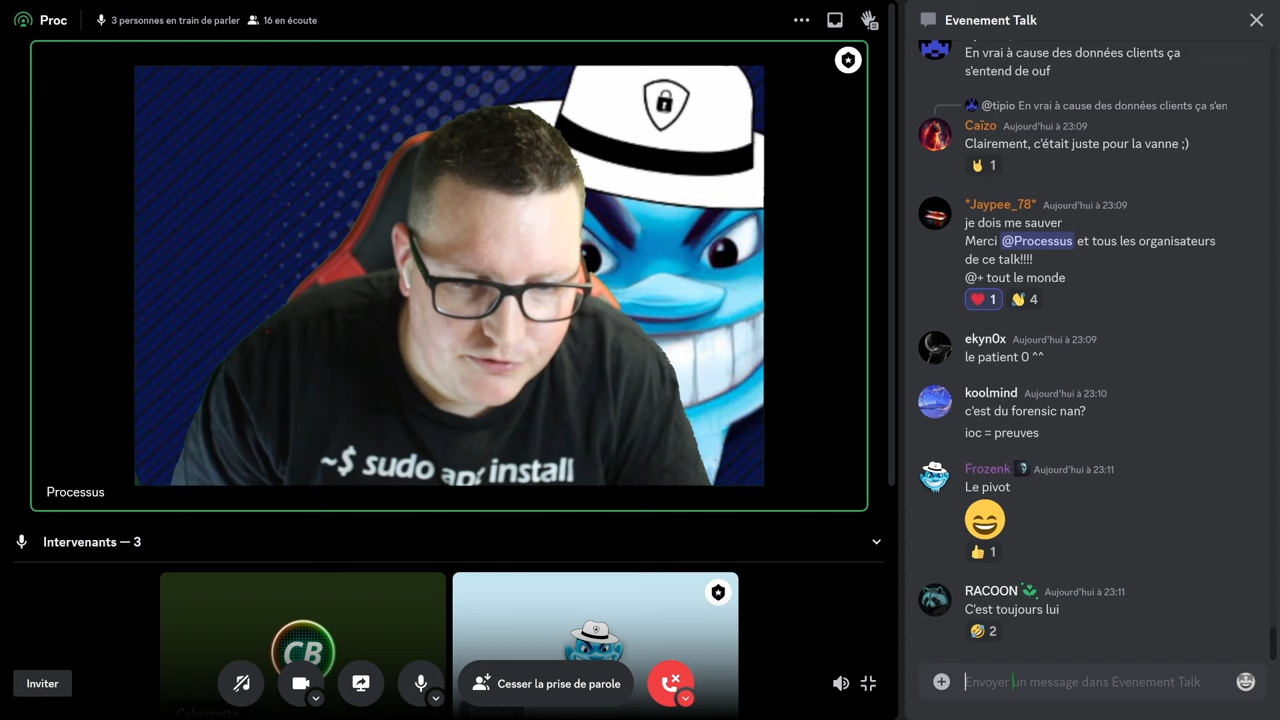 Proc
3 personnes en train de parler
16 en écoute
Evenement Talk
En vrai à cause des données clients ça
s'entend de ouf
@tipio En vrai à cause des données clients ça s'en
Caïzo Aujourd'hui à 23:09
Clairement, c'était juste pour la vanne ;)
1
*Jaypee_78* Aujourd'hui à 23:09
je dois me sauver
Merci @Processus et tous les organisateurs
de ce talk!!!!
@+ tout le monde
1 4
ekyn0x Aujourd'hui à 23:09
le patient 0 ^^
koolmind Aujourd'hui à 23:10
c'est du forensic nan?
ioc = preuves
Frozenk Aujourd'hui à 23:11
Le pivot
1
RACOON Aujourd'hui à 23:11
C'est toujours lui
2
Envoyer un message dans Evenement Talk
~$ sudo apt install
Processus
Intervenants — 3
CB
Inviter
Cesser la prise de parole